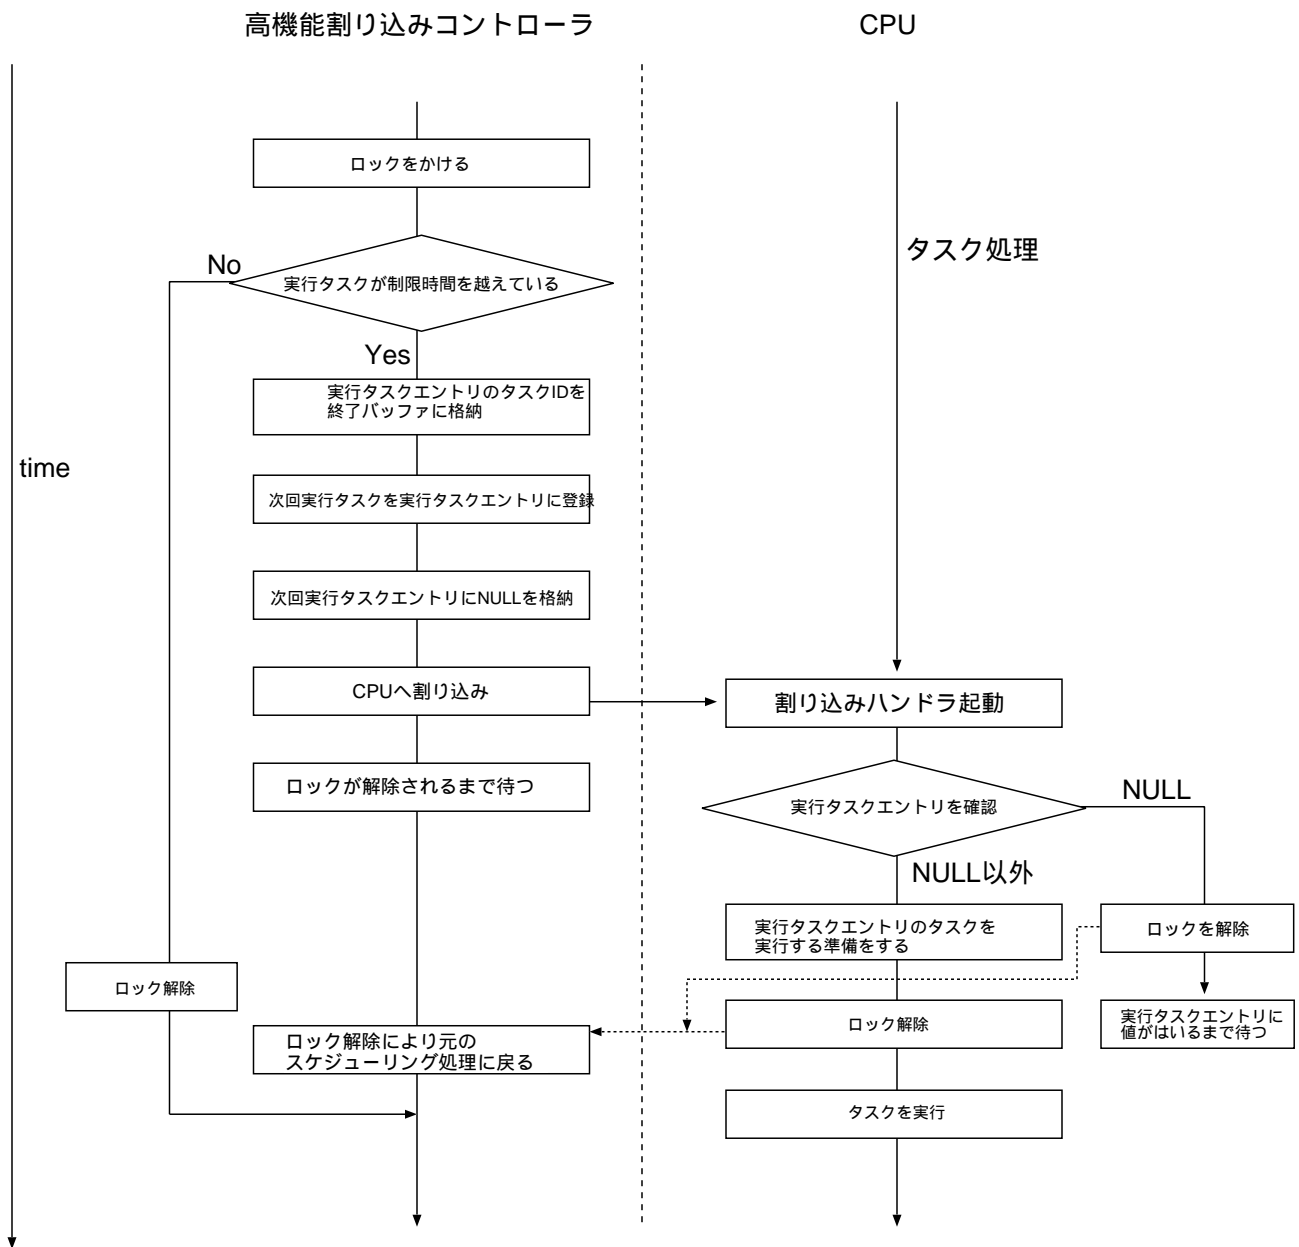 高機能割り込みコントローラ
CPU
ロックをかける
タスク処理
No
実行タスクが制限時間を越えている
Yes
実行タスクエントリのタスクIDを
終了バッファに格納
time
次回実行タスクを実行タスクエントリに登録
次回実行タスクエントリにNULLを格納
CPUへ割り込み
割り込みハンドラ起動
ロックが解除されるまで待つ
実行タスクエントリを確認
NULL
NULL以外
実行タスクエントリのタスクを
実行する準備をする
ロックを解除
ロック解除
実行タスクエントリに
値がはいるまで待つ
ロック解除
ロック解除により元の
スケジューリング処理に戻る
タスクを実行